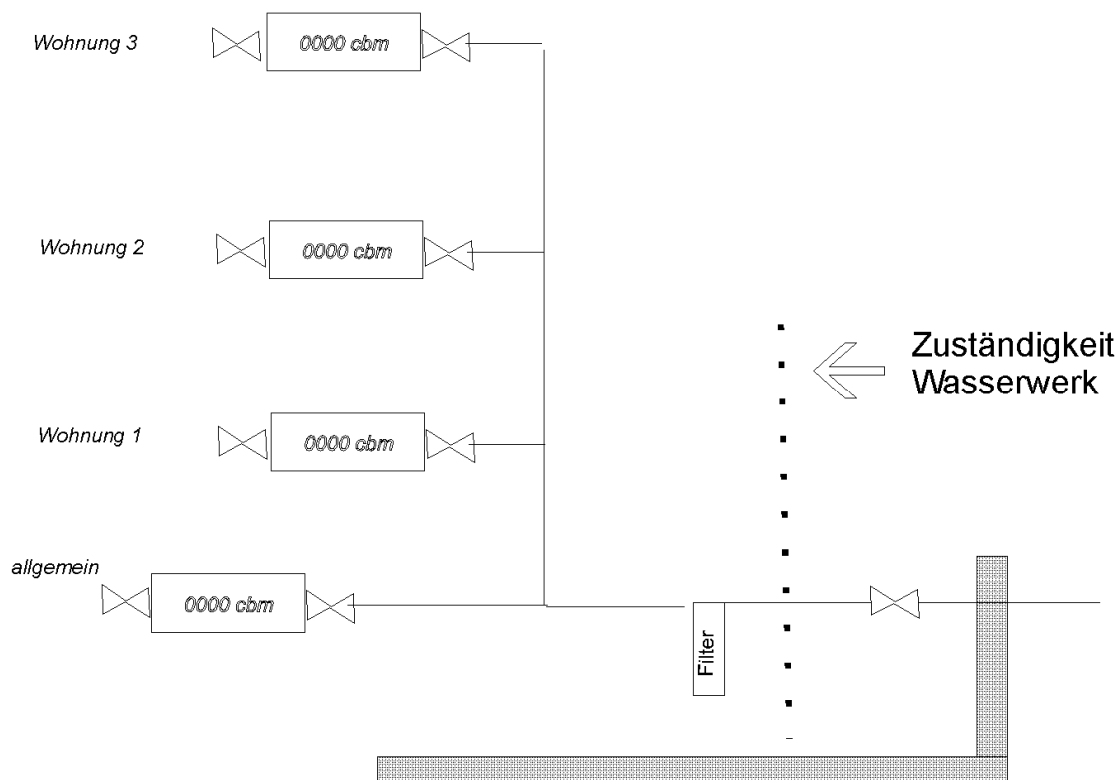 Wohnung 3
0000 cbm
Wohnung 2
0000 cbm
Zuständigkeit
Wasserwerk
Wohnung 1
0000 cbm
allgemein
0000 cbm
Filter